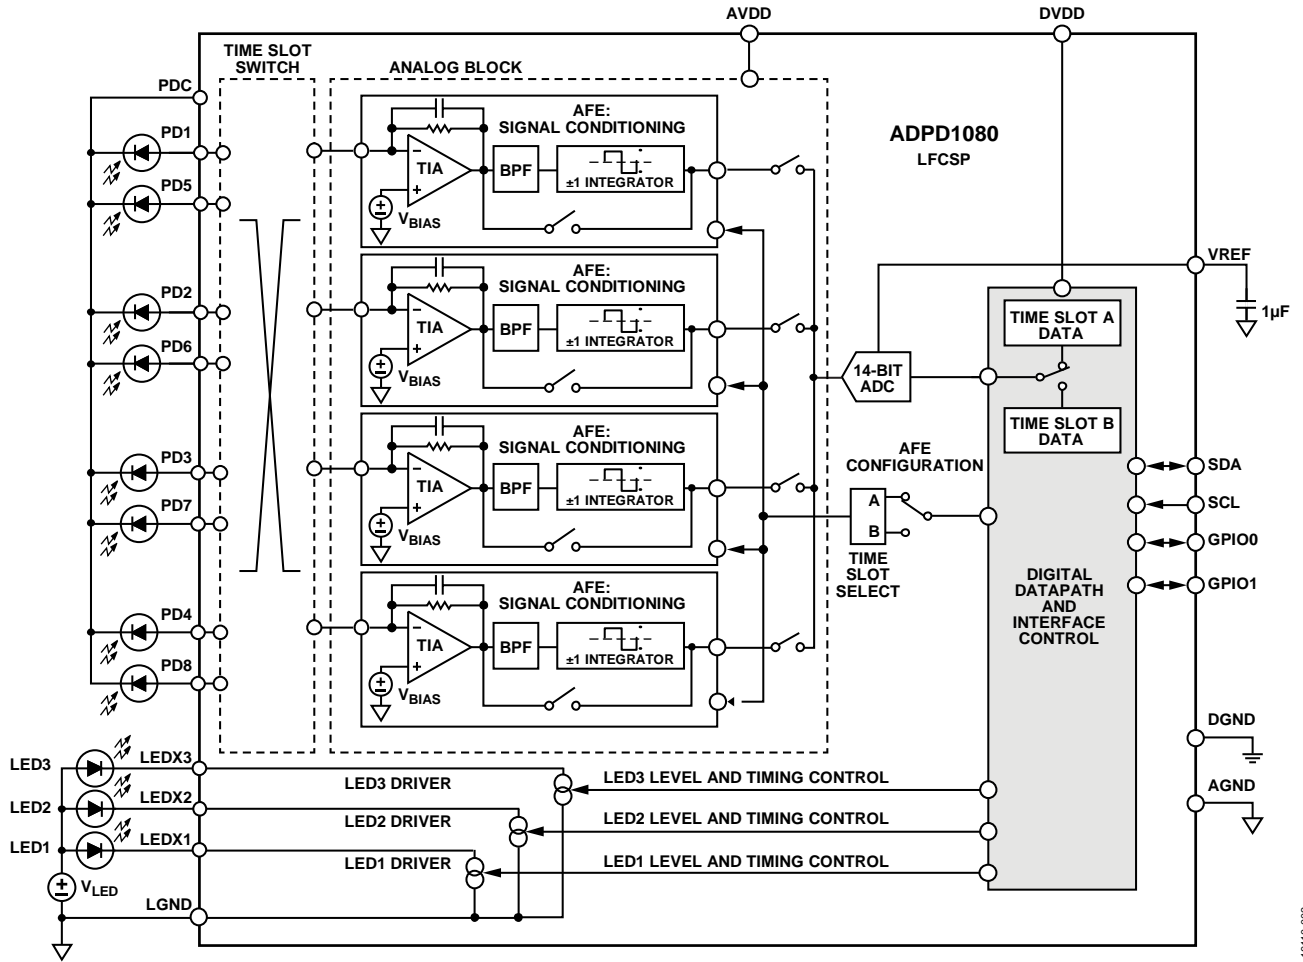 AVDD
DVDD
TIME SLOT
SWITCH
ANALOG BLOCK
PDC
PD1
PD5
PD2
PD6
PD3
PD7
PD4
PD8
AFE:
SIGNAL CONDITIONING
TIA
BPF
±1 INTEGRATOR
VBIAS
AFE:
SIGNAL CONDITIONING
TIA
BPF
±1 INTEGRATOR
VBIAS
AFE:
SIGNAL CONDITIONING
TIA
BPF
±1 INTEGRATOR
VBIAS
AFE:
SIGNAL CONDITIONING
TIA
BPF
±1 INTEGRATOR
VBIAS
ADPD1080
LFCSP
VREF
1µF
TIME SLOT A
DATA
14-BIT
ADC
TIME SLOT B
DATA
AFE
CONFIGURATION
A
B
TIME
SLOT
SELECT
SDA
SCL
GPIO0
GPIO1
DIGITAL
DATAPATH
AND
INTERFACE
CONTROL
DGND
AGND
LED3
LEDX3
LED3 DRIVER
LED3 LEVEL AND TIMING CONTROL
LED2
LEDX2
LED2 DRIVER
LED2 LEVEL AND TIMING CONTROL
LED1
LEDX1
LED1 DRIVER
LED1 LEVEL AND TIMING CONTROL
VLED
LGND